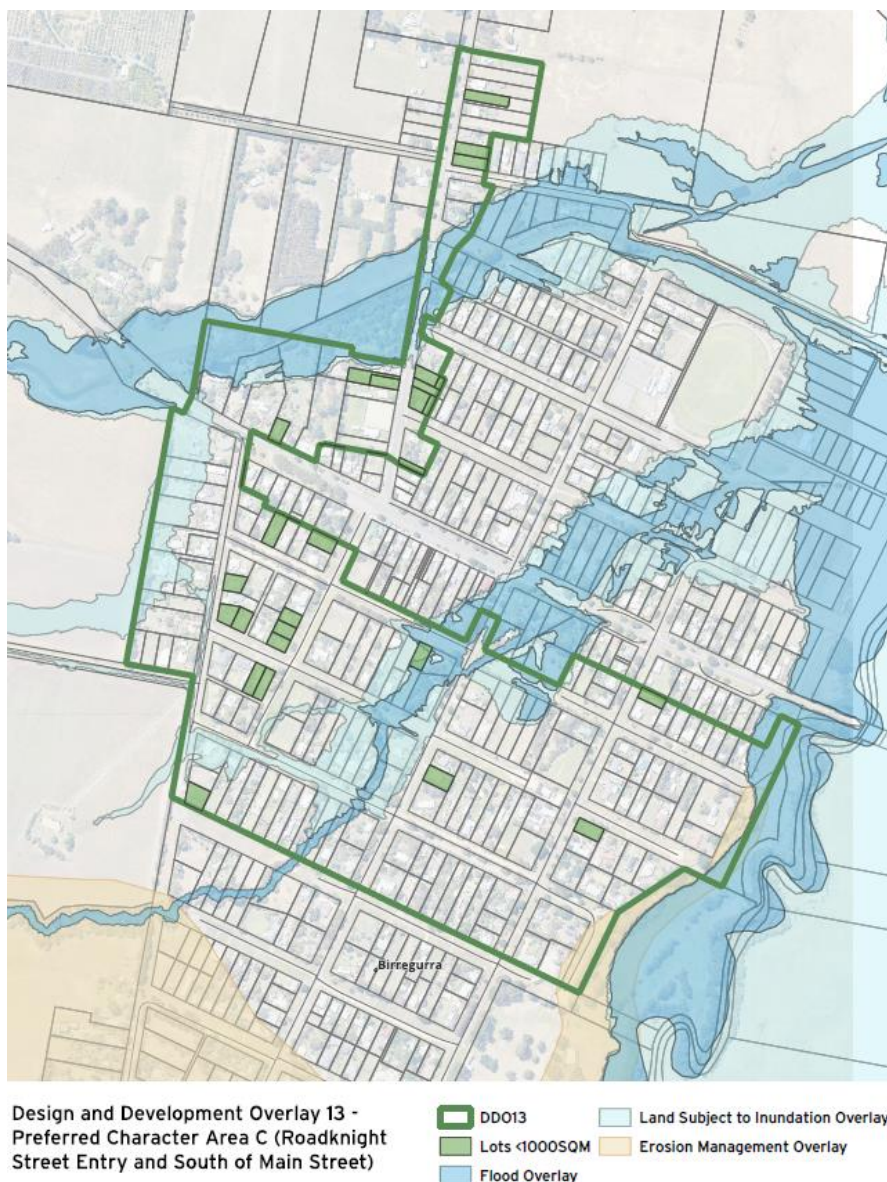 Birregurra
Design and Development Overlay 13 -
Preferred Character Area C (Roadknight
Street Entry and South of Main Street)
DDO13
Lots <1000SQM
Flood Overlay
Land Subject to Inundation Overlay
Erosion Management Overlay